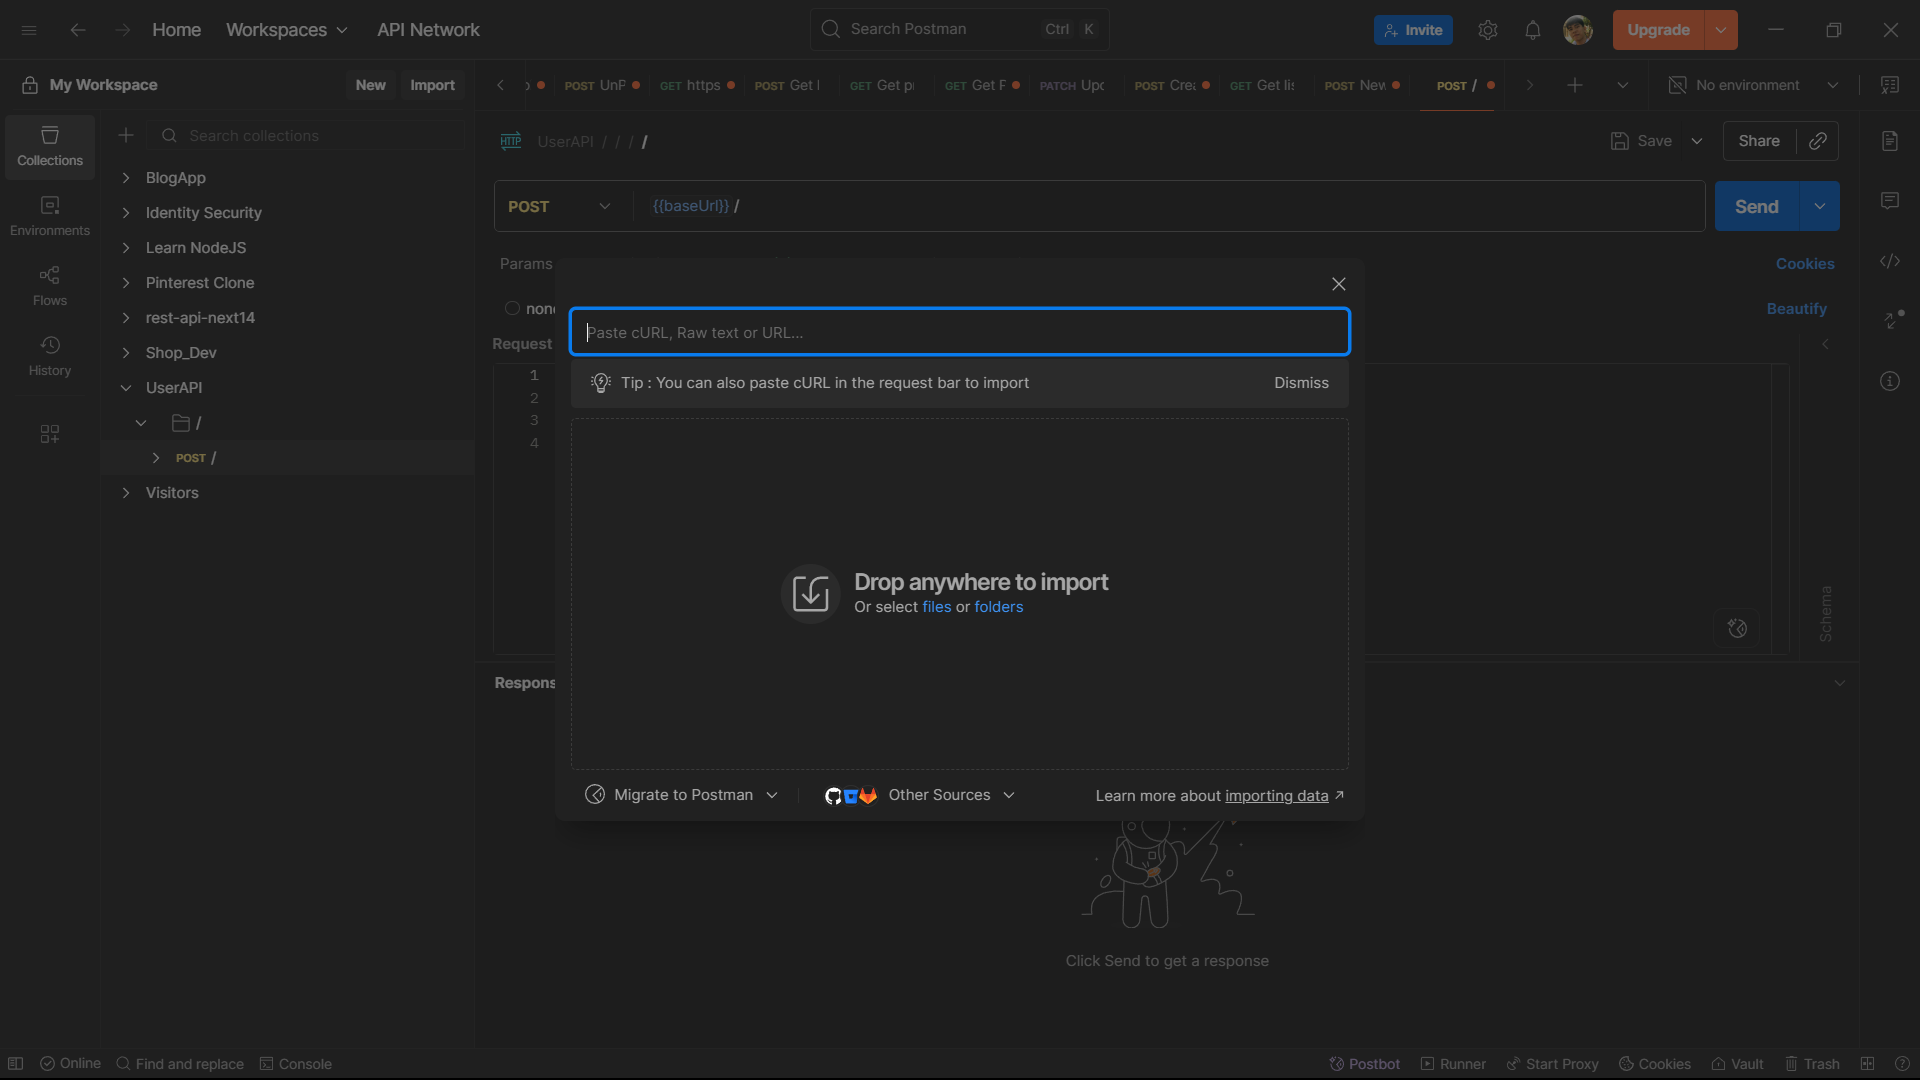 Home Workspaces API Network
Search Postman Ctrl K
Invite
Upgrade
My Workspace New Import
POST UnP GET https POST Get GET Get GET Get PATCH Upc POST Crea GET Get lis POST New POST /
No environment
Collections
Environments
Flows
History
Search collections
BlogApp
Identity Security
Learn NodeJS
Pinterest Clone
rest-api-next14
Shop_Dev
UserAPI
/
POST /
Visitors
HTTP UserAPI / / / /
Save Share
POST {{baseUrl}} / Send
Params Cookies
none Beautify
Request
1
2
3
4
Schema
Paste cURL, Raw text or URL...
Tip : You can also paste cURL in the request bar to import Dismiss
Drop anywhere to import
Or select files or folders
Migrate to Postman Other Sources Learn more about importing data ↗
Respons
Click Send to get a response
Online Find and replace Console
Postbot Runner Start Proxy Cookies Vault Trash